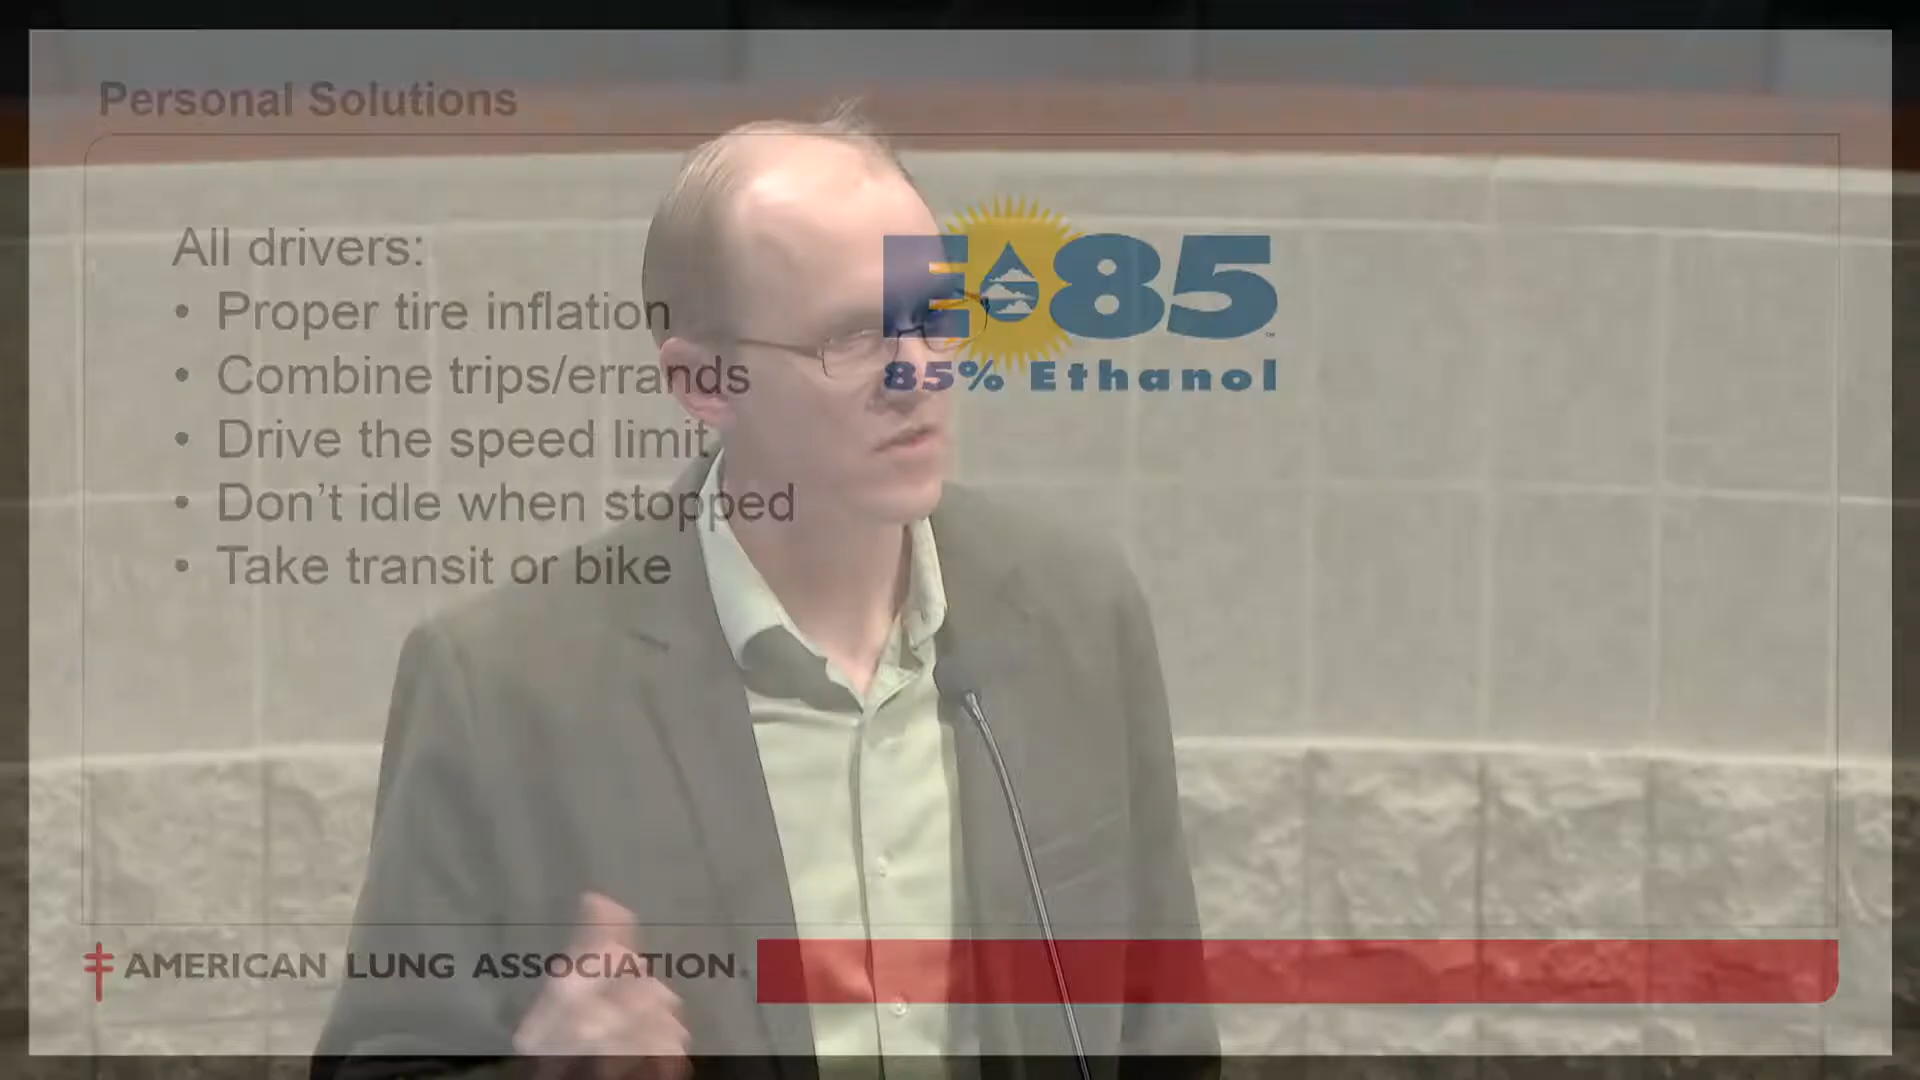 Personal Solutions
All drivers:
• Proper tire inflation
• Combine trips/errands
• Drive the speed limit
• Don’t idle when stopped
• Take transit or bike
E85
85% Ethanol
AMERICAN LUNG ASSOCIATION